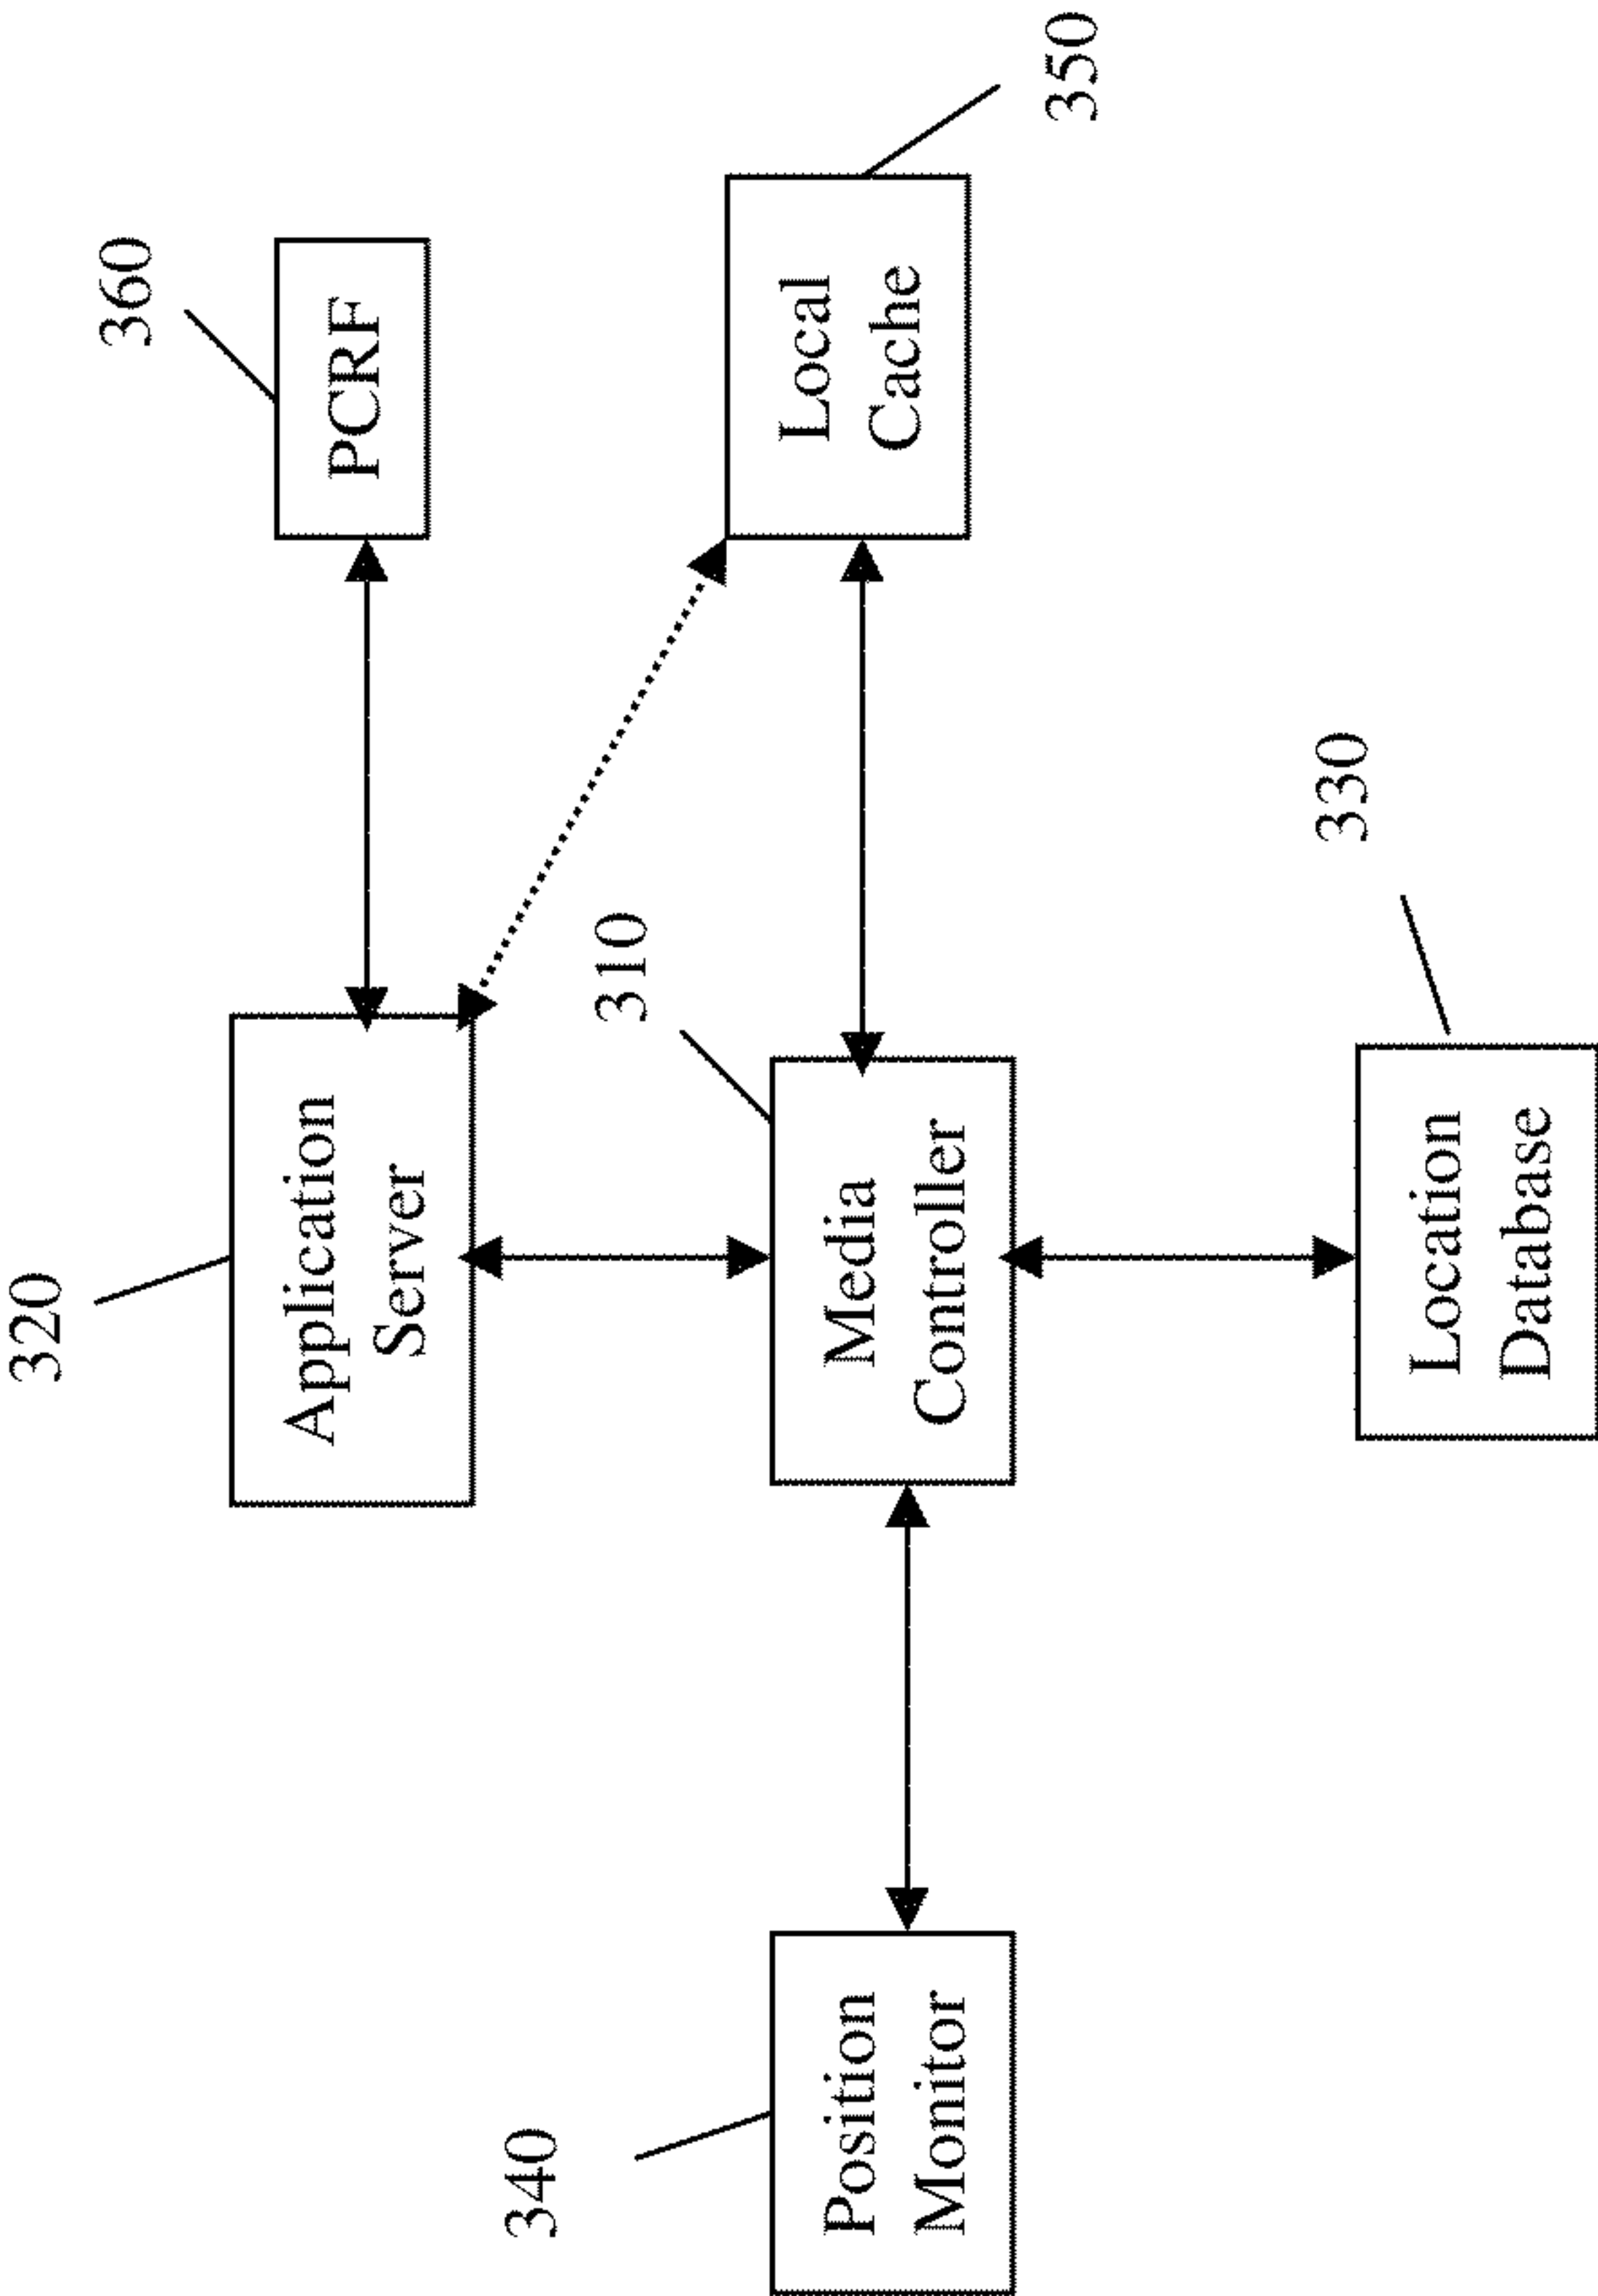 320
Application
Server
360
PCRF
310
Media
Controller
350
Local
Cache
340
Position
Monitor
330
Location
Database